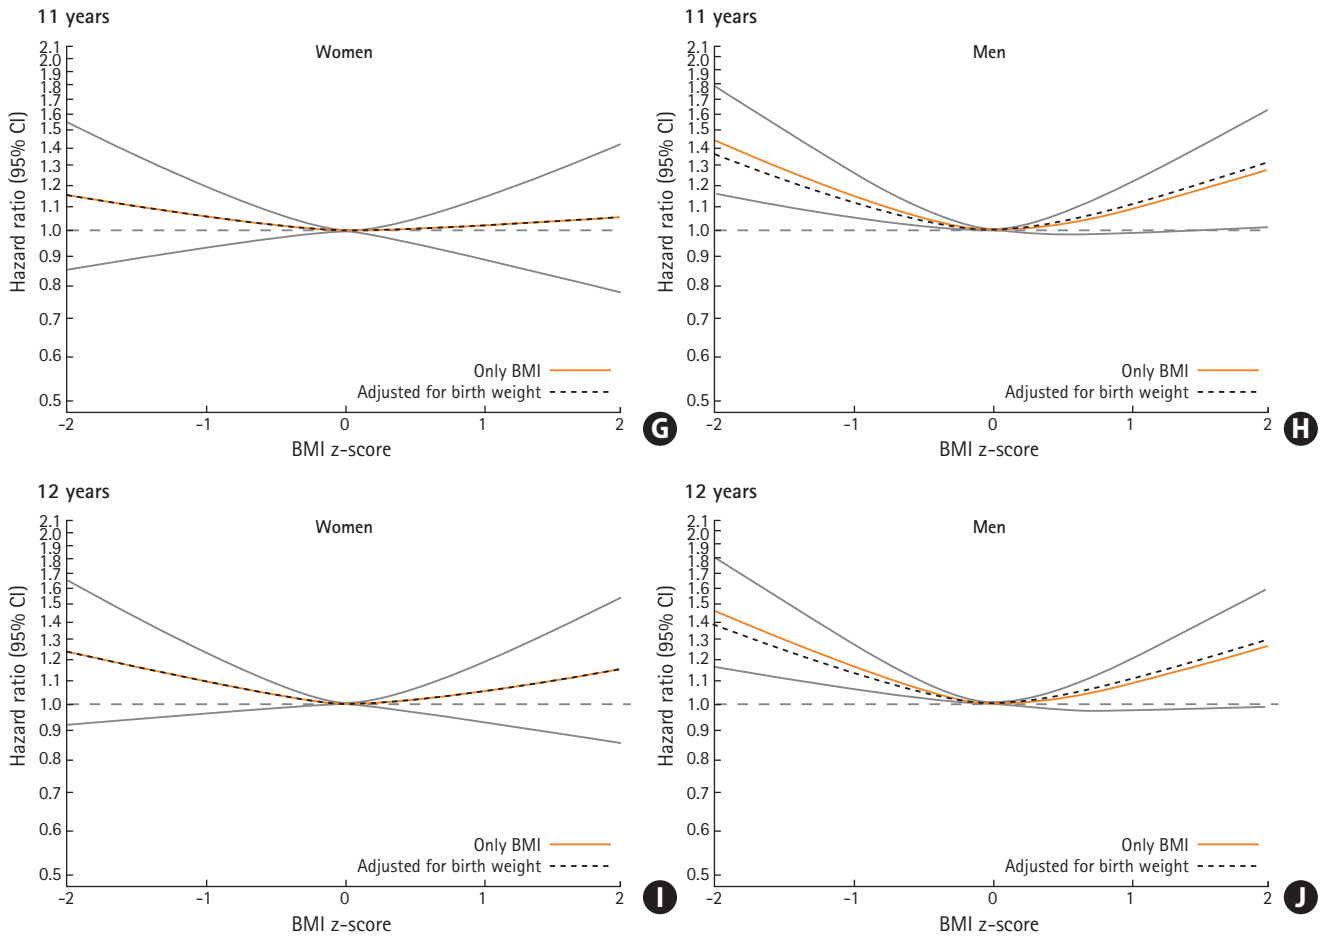 11 years
Women
Hazard ratio (95% CI)
2.1
2.0
1.9
1.8
1.7
1.6
1.5
1.4
1.3
1.2
1.1
1.0
0.9
0.8
0.7
0.6
0.5
Only BMI
Adjusted for birth weight
-2 -1 0 1 2
BMI z-score
G
11 years
Men
Hazard ratio (95% CI)
2.1
2.0
1.9
1.8
1.7
1.6
1.5
1.4
1.3
1.2
1.1
1.0
0.9
0.8
0.7
0.6
0.5
Only BMI
Adjusted for birth weight
-2 -1 0 1 2
BMI z-score
H
12 years
Women
Hazard ratio (95% CI)
2.1
2.0
1.9
1.8
1.7
1.6
1.5
1.4
1.3
1.2
1.1
1.0
0.9
0.8
0.7
0.6
0.5
Only BMI
Adjusted for birth weight
-2 -1 0 1 2
BMI z-score
I
12 years
Men
Hazard ratio (95% CI)
2.1
2.0
1.9
1.8
1.7
1.6
1.5
1.4
1.3
1.2
1.1
1.0
0.9
0.8
0.7
0.6
0.5
Only BMI
Adjusted for birth weight
-2 -1 0 1 2
BMI z-score
J